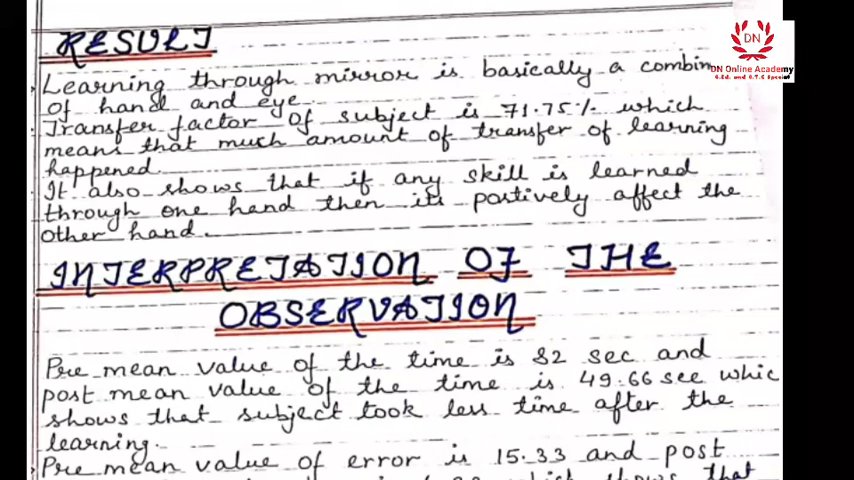 RESULT
DN
DN Online Academy
Learning through mirror is basically a combin
of hand and eye.
Transfer factor of subject is 71.75% which
means that much amount of transfer of learning
happened.
It also shows that if any skill is learned
through one hand then its postively affect the
other hand.
INTERPRETATION OF THE
OBSERVATION
Pre mean value of the time is 82 sec and
post mean value of the time is 49.66 sec whic
shows that subject took less time after the
learning.
Pre mean value of error is 15.33 and post
which shows that